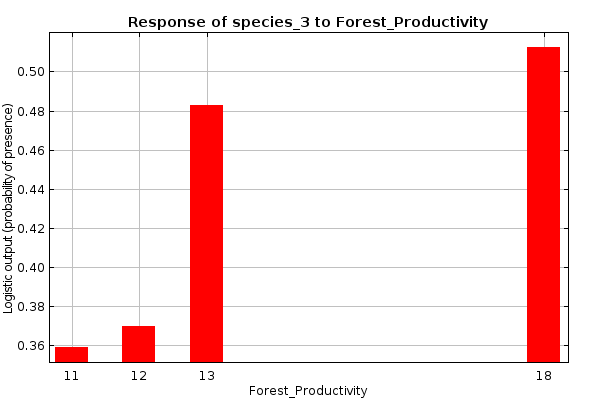 Response of species_3 to Forest_Productivity
Logistic output (probability of presence)
0.50
0.48
0.46
0.44
0.42
0.40
0.38
0.36
11 12 13 18
Forest_Productivity